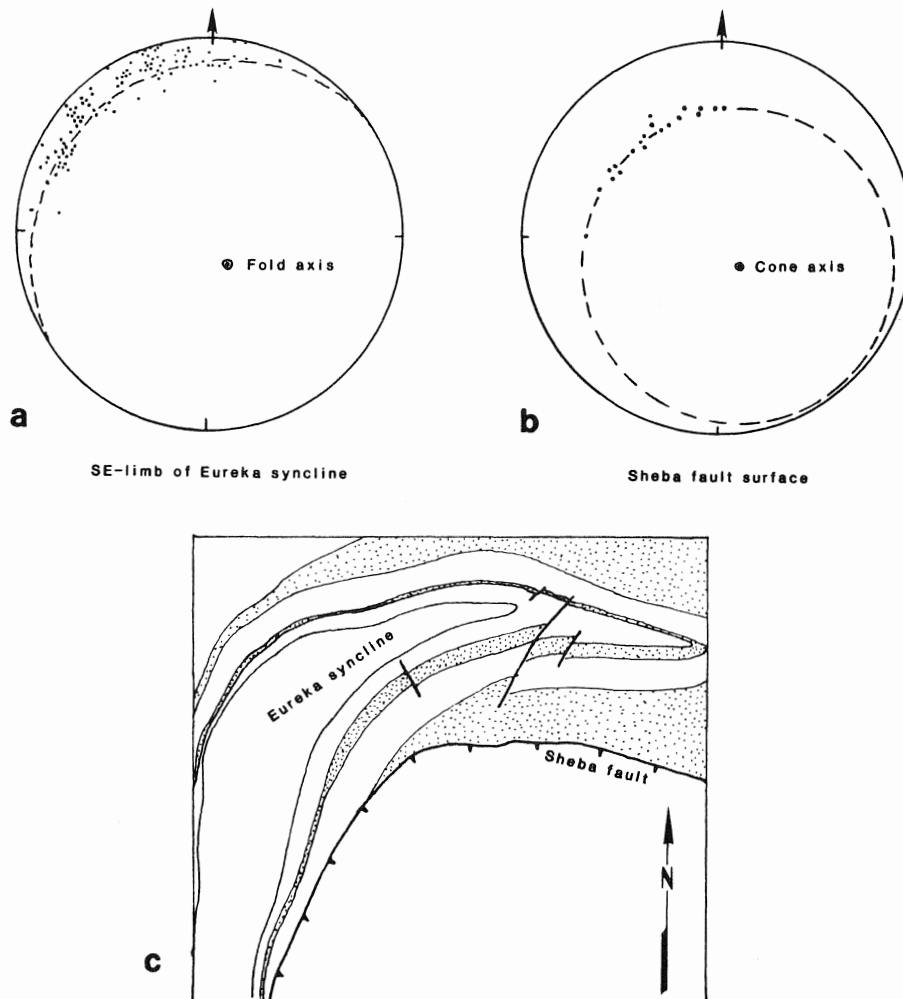 Fold axis
Cone axis
a
b
SE-limb of Eureka syncline
Sheba fault surface
Eureka syncline
Sheba fault
N
c